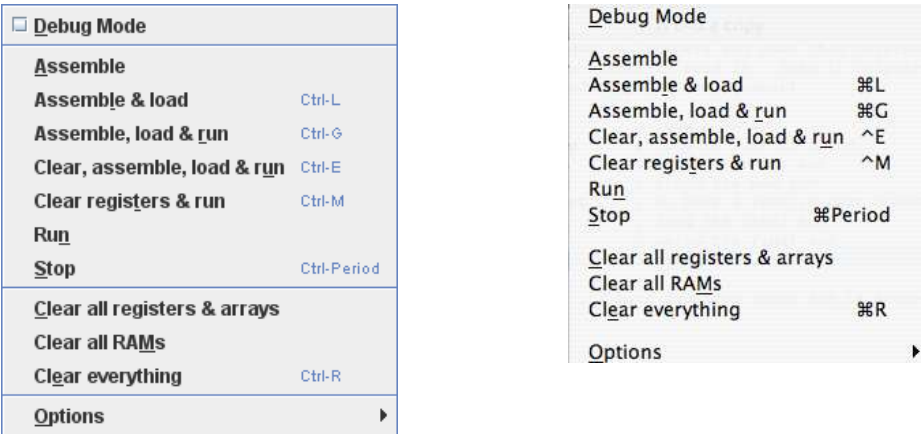 Debug Mode
Assemble
Assemble & load Ctrl-L
Assemble, load & run Ctrl-G
Clear, assemble, load & run Ctrl-E
Clear registers & run Ctrl-M
Run
Stop Ctrl-Period
Clear all registers & arrays
Clear all RAMs
Clear everything Ctrl-R
Options
Debug Mode
Assemble
Assemble & load ⌘L
Assemble, load & run ⌘G
Clear, assemble, load & run ^E
Clear registers & run ^M
Run
Stop ⌘Period
Clear all registers & arrays
Clear all RAMs
Clear everything ⌘R
Options